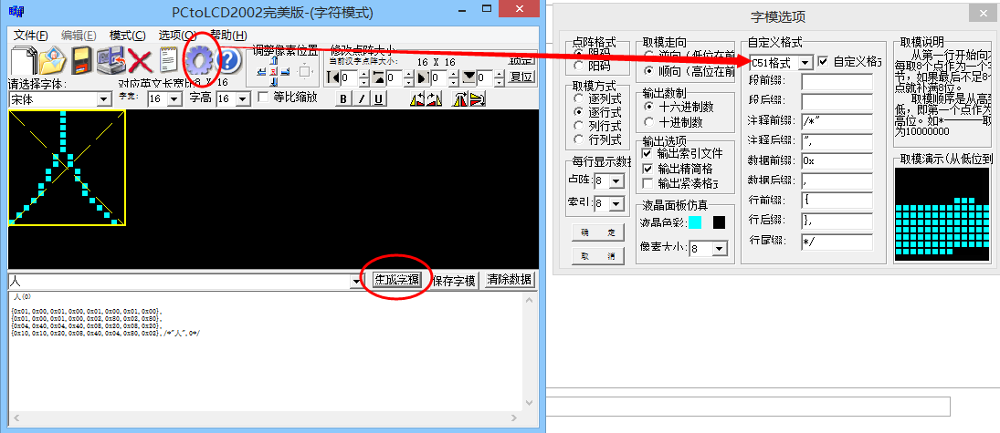 PCtoLCD2002完美版-(字符模式)
文件(F) 编辑(E) 模式(C) 选项(O) 帮助(H)
请选择字体:
宋体
对应英文长宽比 8 X 16
字宽: 16
字高 16
调整像素位置
等比缩放
修改点阵大小
当前汉字点阵大小: 16 X 16
锁定
0
0
0
0
复位
B I U
人
生成字模
保存字模
清除数据
人(0)
{0x01,0x00,0x01,0x00,0x01,0x00,0x01,0x00},
{0x01,0x00,0x01,0x00,0x02,0x80,0x02,0x80},
{0x04,0x40,0x04,0x40,0x08,0x20,0x08,0x20},
{0x10,0x10,0x20,0x08,0x40,0x04,0x80,0x02},/*"人",0*/
字模选项
点阵格式
阴码
阳码
取模方式
逐列式
逐行式
列行式
行列式
每行显示数据
点阵: 8
索引: 8
确 定
取 消
取模走向
逆向(低位在前
顺向(高位在前
输出数制
十六进制数
十进制数
输出选项
输出索引文件
输出精简格
输出紧凑格式
液晶面板仿真
液晶色彩:
像素大小: 8
自定义格式
C51格式
自定义格式
段前缀:
段后缀:
注释前缀: /*"
注释后缀: ",
数据前缀: 0x
数据后缀: ,
行前缀: {
行后缀: },
行尾缀: */
取模说明
从第一行开始向右
每取8个点作为一个字
节，如果最后不足8个
点就补满8位。
取模顺序是从高到
低，即第一个点作为
高位。如*-------取
为10000000
取模演示(从低位到